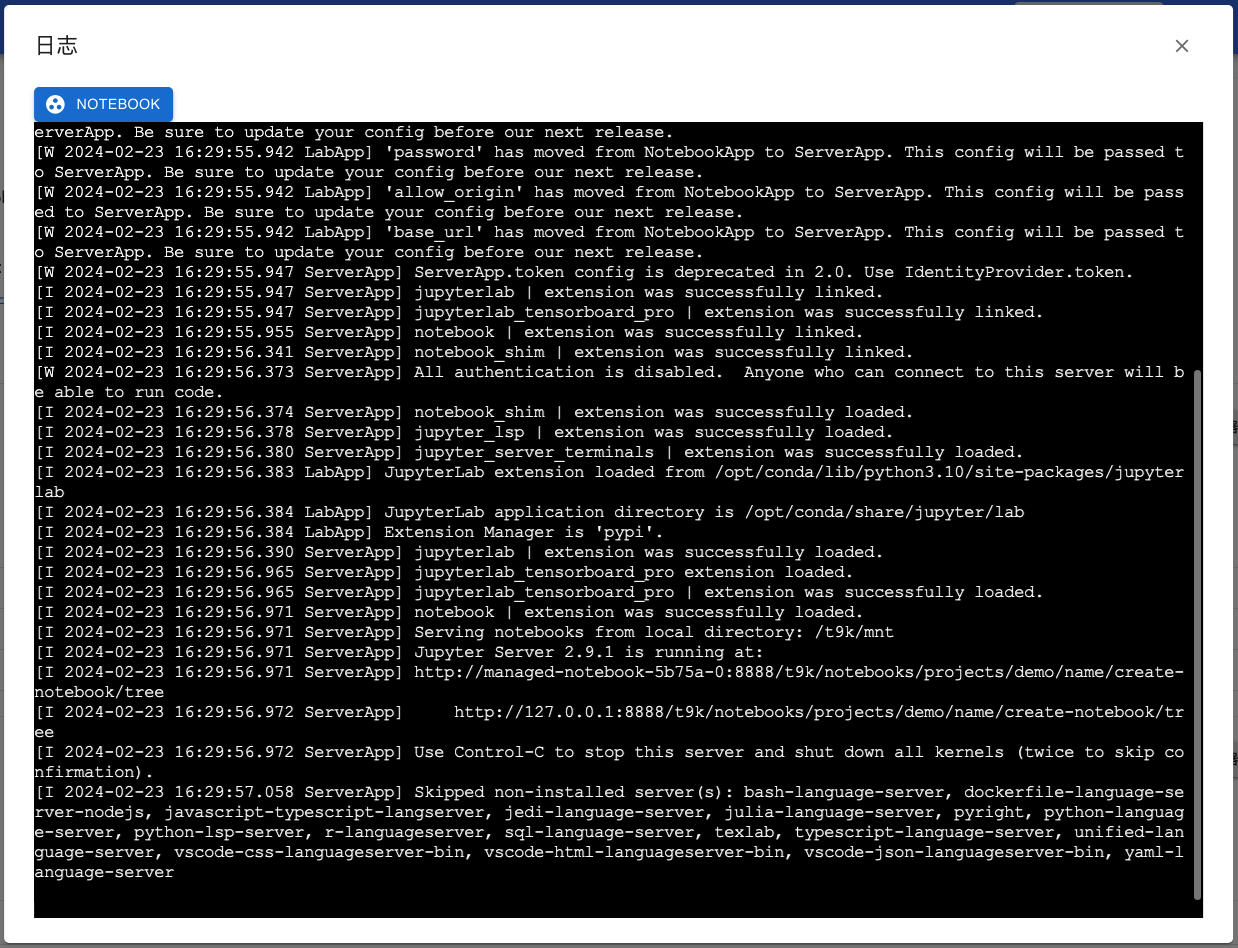 日志
NOTEBOOK
erverApp. Be sure to update your config before our next release.
[W 2024-02-23 16:29:55.942 LabApp] 'password' has moved from NotebookApp to ServerApp. This config will be passed t
o ServerApp. Be sure to update your config before our next release.
[W 2024-02-23 16:29:55.942 LabApp] 'allow_origin' has moved from NotebookApp to ServerApp. This config will be pass
ed to ServerApp. Be sure to update your config before our next release.
[W 2024-02-23 16:29:55.942 LabApp] 'base_url' has moved from NotebookApp to ServerApp. This config will be passed t
o ServerApp. Be sure to update your config before our next release.
[W 2024-02-23 16:29:55.947 ServerApp] ServerApp.token config is deprecated in 2.0. Use IdentityProvider.token.
[I 2024-02-23 16:29:55.947 ServerApp] jupyterlab | extension was successfully linked.
[I 2024-02-23 16:29:55.947 ServerApp] jupyterlab_tensorboard_pro | extension was successfully linked.
[I 2024-02-23 16:29:55.955 ServerApp] notebook | extension was successfully linked.
[I 2024-02-23 16:29:56.341 ServerApp] notebook_shim | extension was successfully linked.
[W 2024-02-23 16:29:56.373 ServerApp] All authentication is disabled.  Anyone who can connect to this server will b
e able to run code.
[I 2024-02-23 16:29:56.374 ServerApp] notebook_shim | extension was successfully loaded.
[I 2024-02-23 16:29:56.378 ServerApp] jupyter_lsp | extension was successfully loaded.
[I 2024-02-23 16:29:56.380 ServerApp] jupyter_server_terminals | extension was successfully loaded.
[I 2024-02-23 16:29:56.383 LabApp] JupyterLab extension loaded from /opt/conda/lib/python3.10/site-packages/jupyter
lab
[I 2024-02-23 16:29:56.384 LabApp] JupyterLab application directory is /opt/conda/share/jupyter/lab
[I 2024-02-23 16:29:56.384 LabApp] Extension Manager is 'pypi'.
[I 2024-02-23 16:29:56.390 ServerApp] jupyterlab | extension was successfully loaded.
[I 2024-02-23 16:29:56.965 ServerApp] jupyterlab_tensorboard_pro extension loaded.
[I 2024-02-23 16:29:56.965 ServerApp] jupyterlab_tensorboard_pro | extension was successfully loaded.
[I 2024-02-23 16:29:56.971 ServerApp] notebook | extension was successfully loaded.
[I 2024-02-23 16:29:56.971 ServerApp] Serving notebooks from local directory: /t9k/mnt
[I 2024-02-23 16:29:56.971 ServerApp] Jupyter Server 2.9.1 is running at:
[I 2024-02-23 16:29:56.971 ServerApp] http://managed-notebook-5b75a-0:8888/t9k/notebooks/projects/demo/name/create-
notebook/tree
[I 2024-02-23 16:29:56.972 ServerApp]     http://127.0.0.1:8888/t9k/notebooks/projects/demo/name/create-notebook/tr
ee
[I 2024-02-23 16:29:56.972 ServerApp] Use Control-C to stop this server and shut down all kernels (twice to skip co
nfirmation).
[I 2024-02-23 16:29:57.058 ServerApp] Skipped non-installed server(s): bash-language-server, dockerfile-language-se
rver-nodejs, javascript-typescript-langserver, jedi-language-server, julia-language-server, pyright, python-languag
e-server, python-lsp-server, r-languageserver, sql-language-server, texlab, typescript-language-server, unified-lan
guage-server, vscode-css-languageserver-bin, vscode-html-languageserver-bin, vscode-json-languageserver-bin, yaml-l
anguage-server